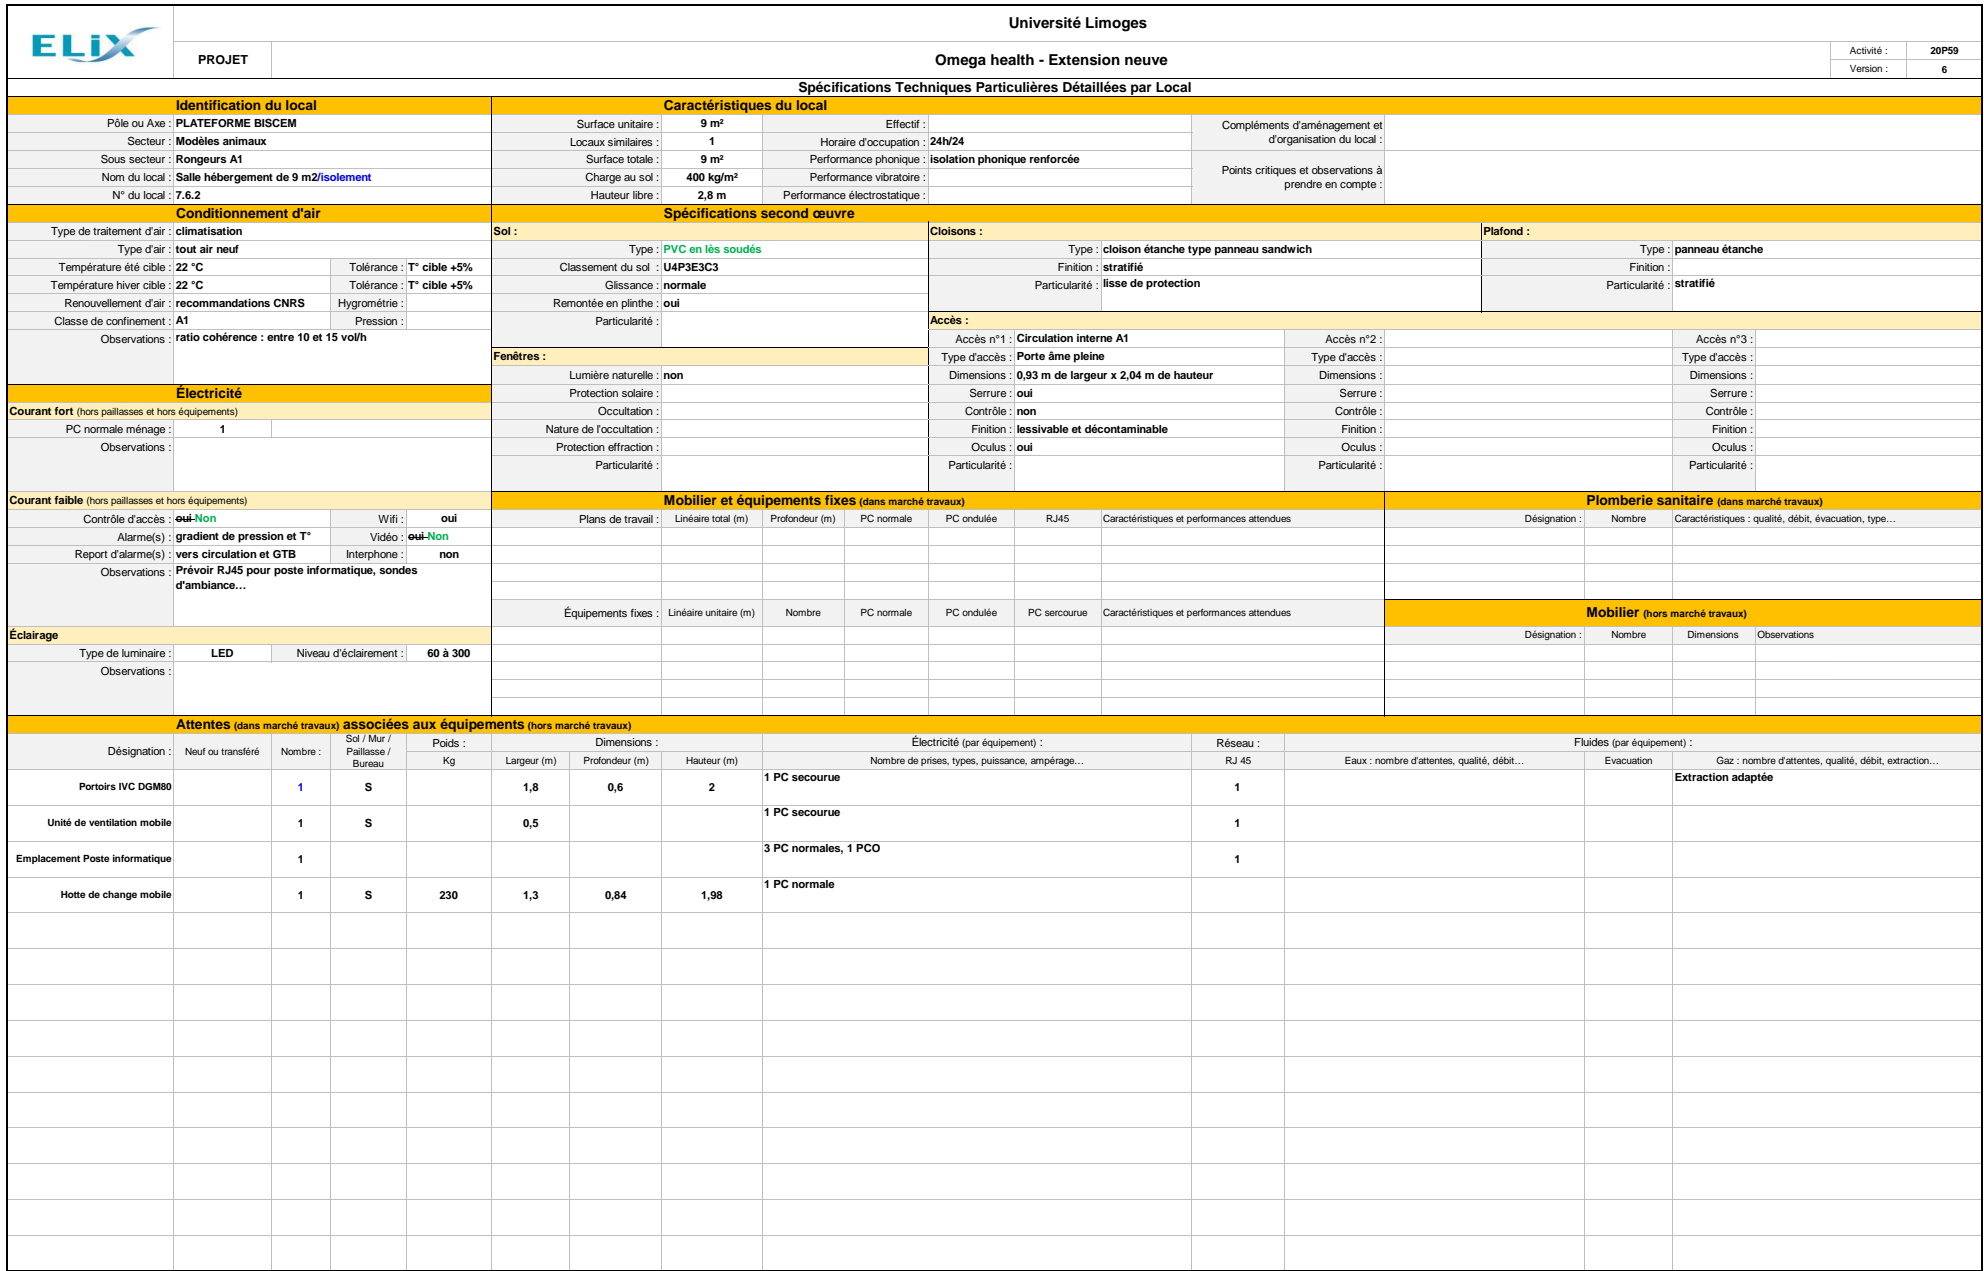 ELiX
Université Limoges
PROJET
Omega health - Extension neuve
Activité : 20P59
Version : 6
Spécifications Techniques Particulières Détaillées par Local
Identification du local
Pôle ou Axe : PLATEFORME BISCEM
Secteur : Modèles animaux
Sous secteur : Rongeurs A1
Nom du local : Salle hébergement de 9 m2/isolement
N° du local : 7.6.2
Caractéristiques du local
Surface unitaire : 9 m² Effectif :
Locaux similaires : 1 Horaire d'occupation : 24h/24
Surface totale : 9 m² Performance phonique : isolation phonique renforcée
Charge au sol : 400 kg/m² Performance vibratoire :
Hauteur libre : 2,8 m Performance électrostatique :
Compléments d'aménagement et
d'organisation du local :
Points critiques et observations à
prendre en compte :
Conditionnement d'air
Type de traitement d'air : climatisation
Type d'air : tout air neuf
Température été cible : 22 °C Tolérance : T° cible +5%
Température hiver cible : 22 °C Tolérance : T° cible +5%
Renouvellement d'air : recommandations CNRS Hygrométrie :
Classe de confinement : A1 Pression :
Observations : ratio cohérence : entre 10 et 15 vol/h
Spécifications second œuvre
Sol :
Type : PVC en lès soudés
Classement du sol : U4P3E3C3
Glissance : normale
Remontée en plinthe : oui
Particularité :
Cloisons :
Type : cloison étanche type panneau sandwich
Finition : stratifié
Particularité : lisse de protection
Plafond :
Type : panneau étanche
Finition :
Particularité : stratifié
Fenêtres :
Lumière naturelle : non
Protection solaire :
Occultation :
Nature de l'occultation :
Protection effraction :
Particularité :
Accès :
Accès n°1 : Circulation interne A1 Accès n°2 : Accès n°3 :
Type d'accès : Porte âme pleine Type d'accès : Type d'accès :
Dimensions : 0,93 m de largeur x 2,04 m de hauteur Dimensions : Dimensions :
Serrure : oui Serrure : Serrure :
Contrôle : non Contrôle : Contrôle :
Finition : lessivable et décontaminable Finition : Finition :
Oculus : oui Oculus : Oculus :
Particularité : Particularité : Particularité :
Électricité
Courant fort (hors paillasses et hors équipements)
PC normale ménage : 1
Observations :
Courant faible (hors paillasses et hors équipements)
Contrôle d'accès : oui Non Wifi : oui
Alarme(s) : gradient de pression et T° Vidéo : oui Non
Report d'alarme(s) : vers circulation et GTB Interphone : non
Observations : Prévoir RJ45 pour poste informatique, sondes
d'ambiance…
Éclairage
Type de luminaire : LED Niveau d'éclairement : 60 à 300
Observations :
Mobilier et équipements fixes (dans marché travaux)
Plans de travail : Linéaire total (m) Profondeur (m) PC normale PC ondulée RJ45 Caractéristiques et performances attendues
Équipements fixes : Linéaire unitaire (m) Nombre PC normale PC ondulée PC sercourue Caractéristiques et performances attendues
Plomberie sanitaire (dans marché travaux)
Désignation : Nombre Caractéristiques : qualité, débit, évacuation, type…
Mobilier (hors marché travaux)
Désignation : Nombre Dimensions Observations
Attentes (dans marché travaux) associées aux équipements (hors marché travaux)
Désignation : Neuf ou transféré Nombre : Sol / Mur /
Paillasse /
Bureau
Poids : Dimensions : Électricité (par équipement) : Réseau : Fluides (par équipement) :
Kg Largeur (m) Profondeur (m) Hauteur (m) Nombre de prises, types, puissance, ampérage… RJ 45 Eaux : nombre d'attentes, qualité, débit… Evacuation Gaz : nombre d'attentes, qualité, débit, extraction…
Portoirs IVC DGM80 1 S 1,8 0,6 2 1 PC secourue 1 Extraction adaptée
Unité de ventilation mobile 1 S 0,5 1 PC secourue 1
Emplacement Poste informatique 1 3 PC normales, 1 PCO 1
Hotte de change mobile 1 S 230 1,3 0,84 1,98 1 PC normale